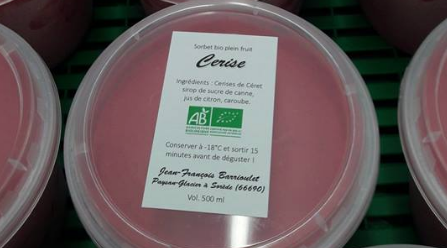 Sorbet bio plein fruit
Cerise
Ingrédients : Cerises de Céret
sirop de sucre de canne,
jus de citron, caroube.
AB
Conserver à -18°C et sortir 15
minutes avant de déguster !
Jean-François Barrioulet
Paysan-Glacier à Sorède (66690)
Vol. 500 ml